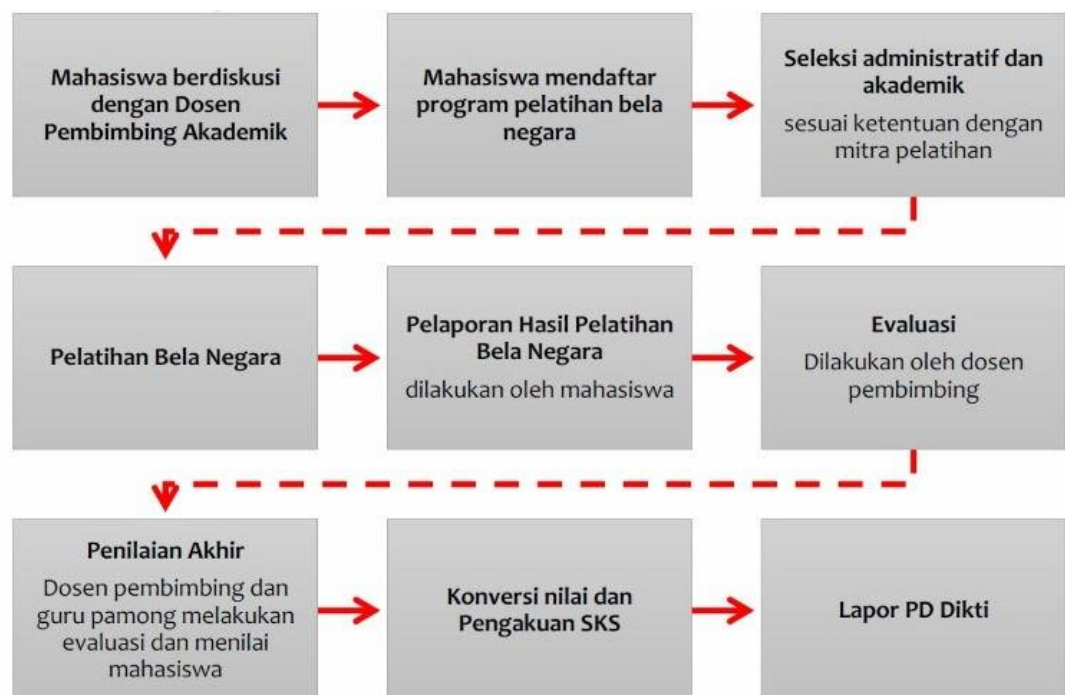 Mahasiswa berdiskusi
dengan Dosen
Pembimbing Akademik
Mahasiswa mendaftar
program pelatihan bela
negara
Seleksi administratif dan
akademik
sesuai ketentuan dengan
mitra pelatihan
Pelatihan Bela Negara
Pelaporan Hasil Pelatihan
Bela Negara
dilakukan oleh mahasiswa
Evaluasi
Dilakukan oleh dosen
pembimbing
Penilaian Akhir
Dosen pembimbing dan
guru pamong melakukan
evaluasi dan menilai
mahasiswa
Konversi nilai dan
Pengakuan SKS
Lapor PD Dikti